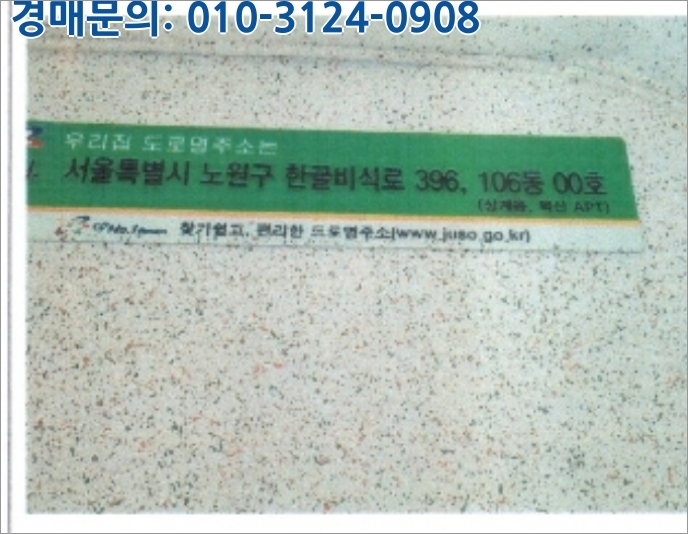 경매문의: 010-3124-0908
우리집 도로명주소는
서울특별시 노원구 한글비석로 396, 106동 00호
(상계동, 벽산 APT)
찾기쉽고, 편리한 도로명주소(www.juso.go.kr)